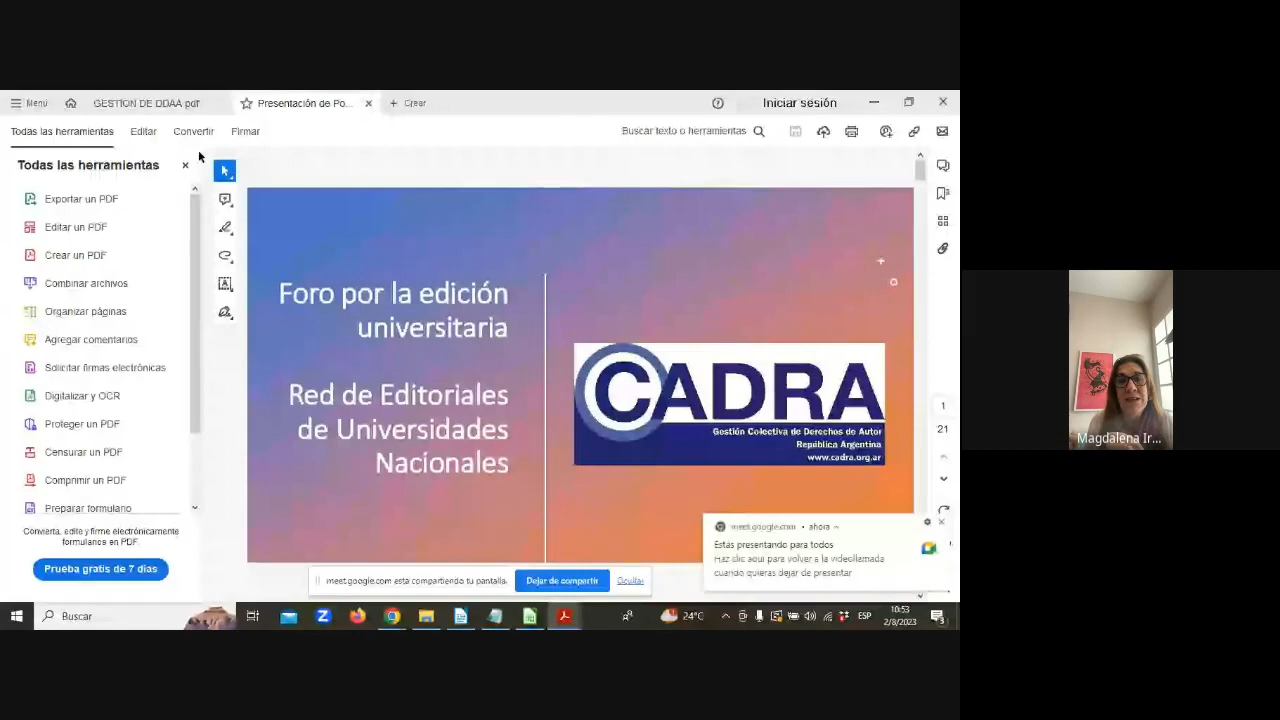 Menú
GESTION DE DDAA.pdf
Presentación de Po...
Crear
Iniciar sesión
Todas las herramientas
Editar
Convertir
Firmar
Buscar texto o herramientas
Todas las herramientas
Exportar un PDF
Editar un PDF
Crear un PDF
Combinar archivos
Organizar páginas
Agregar comentarios
Solicitar firmas electrónicas
Digitalizar y OCR
Proteger un PDF
Censurar un PDF
Comprimir un PDF
Preparar formulario
Convierta, edite y firme electrónicamente
formularios en PDF.
Prueba gratis de 7 días
Foro por la edición
universitaria
Red de Editoriales
de Universidades
Nacionales
CADRA
Gestión Colectiva de Derechos de Autor
República Argentina
www.cadra.org.ar
1
21
meet.google.com • ahora
Estás presentando para todos
Haz clic aquí para volver a la videollamada
cuando quieras dejar de presentar
meet.google.com está compartiendo tu pantalla.
Dejar de compartir
Ocultar
Buscar
24°C
ESP
10:53
2/8/2023
3
Magdalena Ir...